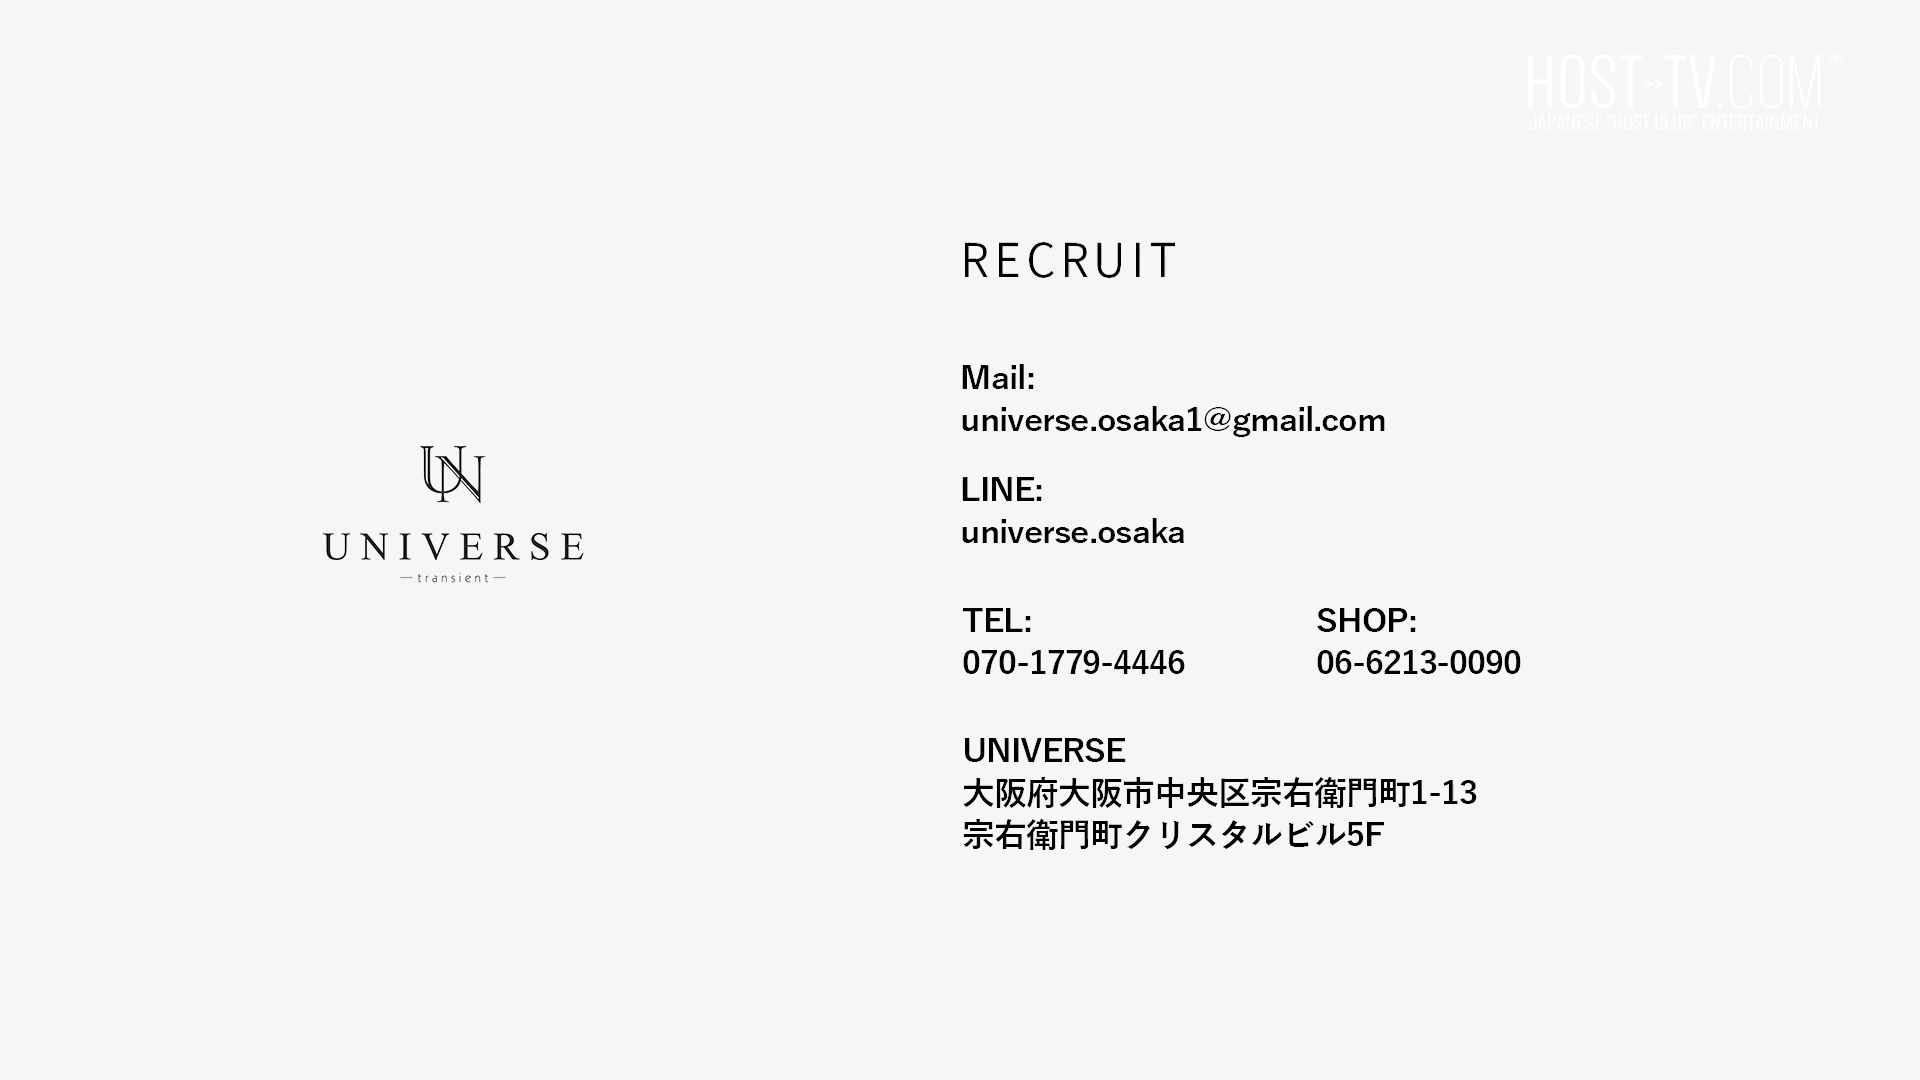 HOST»TV.COM®
JAPANESE "HOST CLUB" ENTERTAINMENT
UN
UNIVERSE
—transient—
RECRUIT
Mail:
universe.osaka1@gmail.com
LINE:
universe.osaka
TEL:
070-1779-4446
SHOP:
06-6213-0090
UNIVERSE
大阪府大阪市中央区宗右衛門町1-13
宗右衛門町クリスタルビル5F